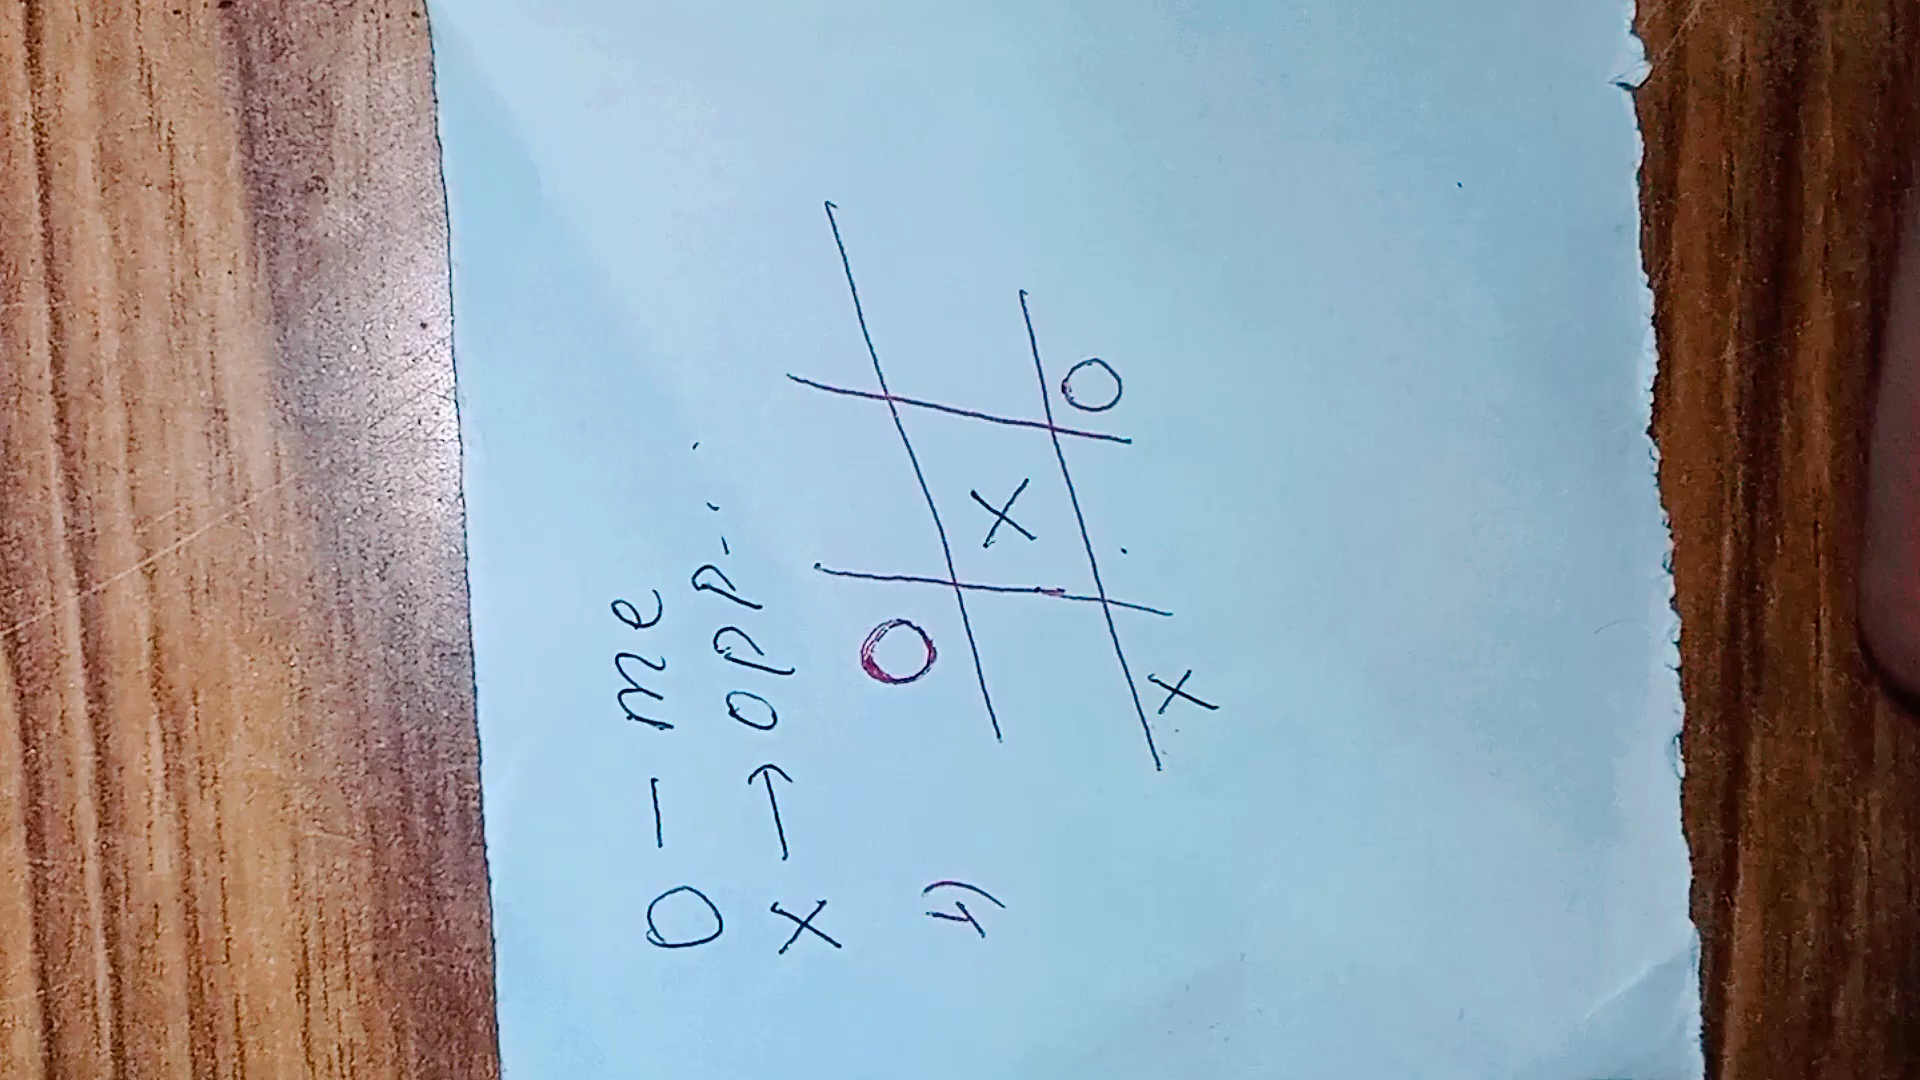 O — me
X → opp-..
O
X
X O